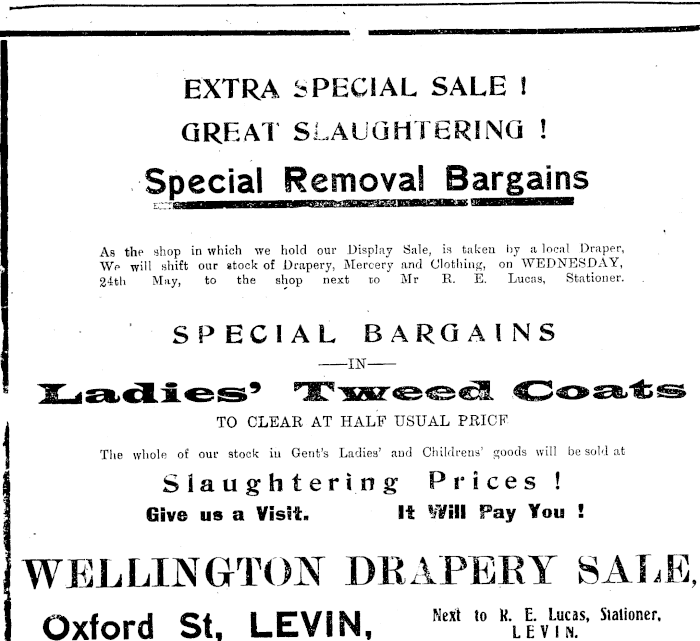 EXTRA SPECIAL SALE !
GREAT SLAUGHTERING !
Special Removal Bargains
As the shop in which we hold our Display Sale, is taken by a local Draper,
We will shift our stock of Drapery, Mercery and Clothing, on WEDNESDAY,
24th May, to the shop next to Mr R. E. Lucas, Stationer.
SPECIAL BARGAINS
—IN—
Ladies' Tweed Coats
TO CLEAR AT HALF USUAL PRICE
The whole of our stock in Gent's Ladies' and Childrens' goods will be sold at
Slaughtering Prices !
Give us a Visit. It Will Pay You !
WELLINGTON DRAPERY SALE,
Oxford St, LEVIN, Next to R. E. Lucas, Stationer,
LEVIN.